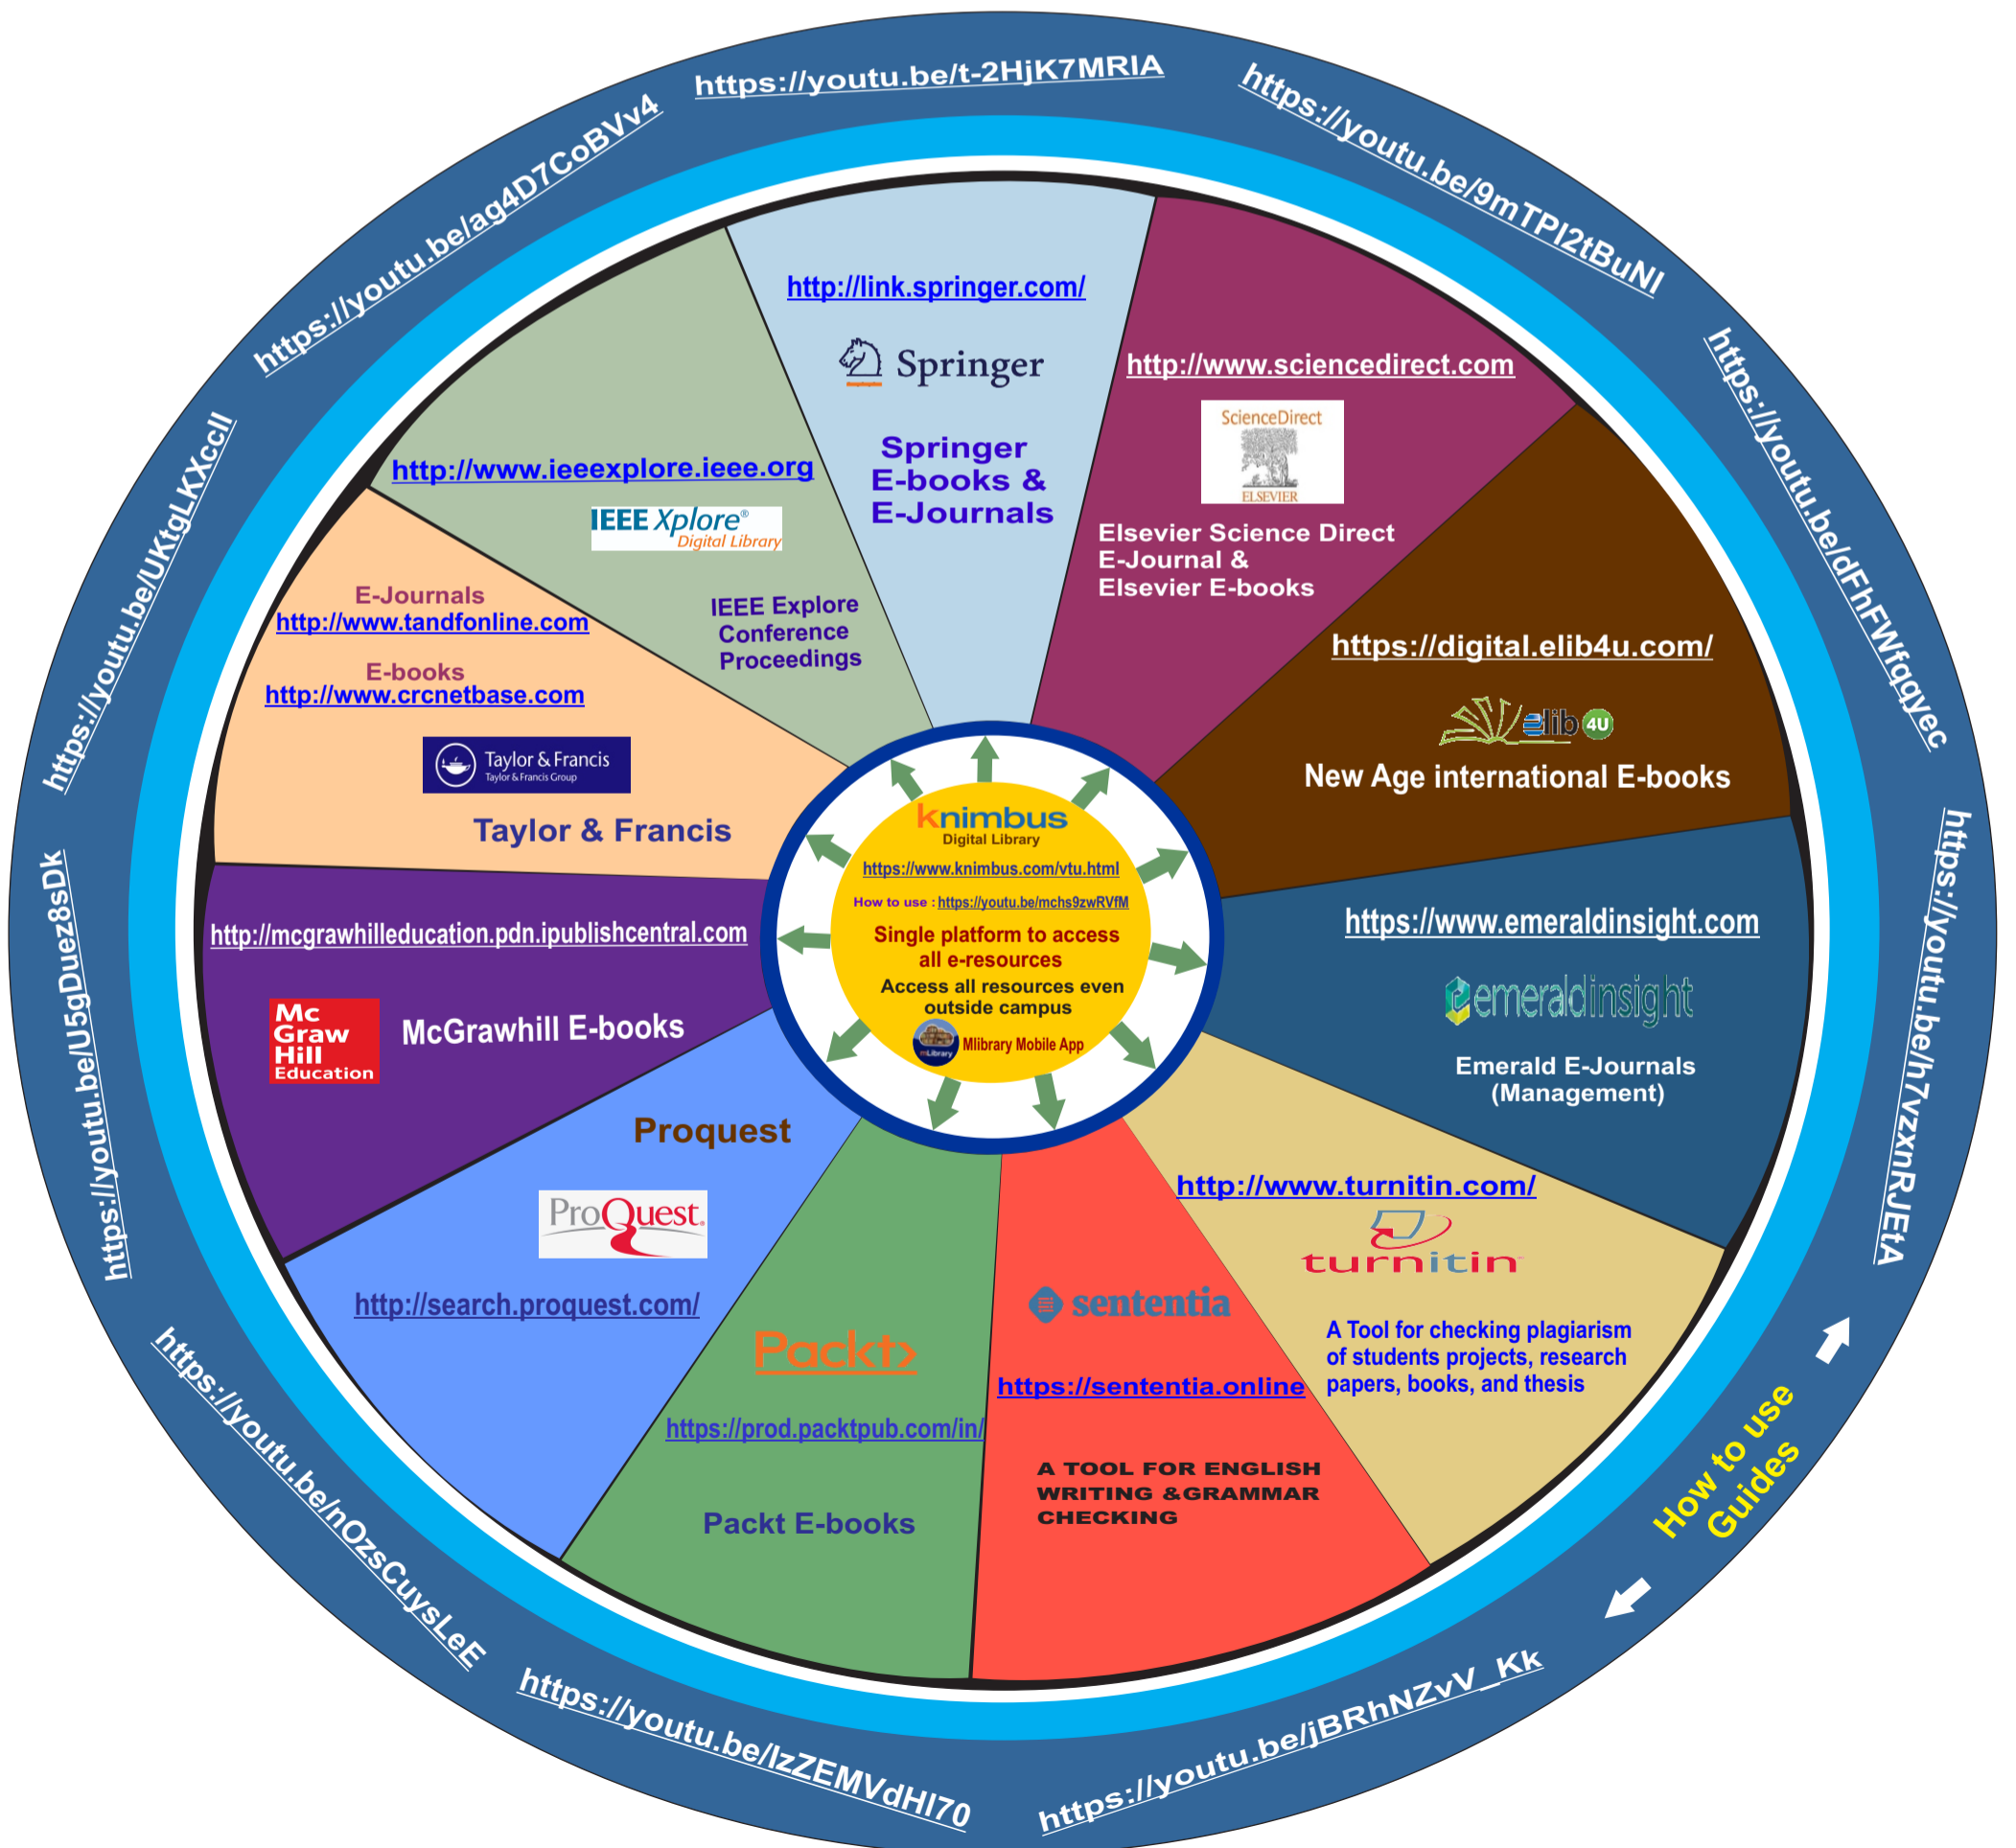 https://youtu.be/t-2HjK7MRlA
https://youtu.be/9mTPI2tBuNI
https://youtu.be/dFhFWfqqyec
https://youtu.be/h7vzxnRJEtA
How to use
Guides
https://youtu.be/jBRhNZvV_Kk
https://youtu.be/IzZEMVdHI70
https://youtu.be/nOzsCuysLeE
https://youtu.be/U5gDuez8sDk
https://youtu.be/UKtgLKXccII
https://youtu.be/ag4D7CoBVv4
http://link.springer.com/
Springer
Springer
E-books &
E-Journals
http://www.sciencedirect.com
ScienceDirect
ELSEVIER
Elsevier Science Direct
E-Journal &
Elsevier E-books
https://digital.elib4u.com/
elib 4U
New Age international E-books
https://www.emeraldinsight.com
emeraldinsight
Emerald E-Journals
(Management)
http://www.turnitin.com/
turnitin
A Tool for checking plagiarism
of students projects, research
papers, books, and thesis
sententia
https://sententia.online
A TOOL FOR ENGLISH
WRITING &GRAMMAR
CHECKING
Packt>
https://prod.packtpub.com/in/
Packt E-books
Proquest
ProQuest®
http://search.proquest.com/
http://mcgrawhilleducation.pdn.ipublishcentral.com
Mc
Graw
Hill
Education
McGrawhill E-books
E-Journals
http://www.tandfonline.com
E-books
http://www.crcnetbase.com
Taylor & Francis
Taylor & Francis Group
Taylor & Francis
http://www.ieeexplore.ieee.org
IEEE Xplore®
Digital Library
IEEE Explore
Conference
Proceedings
knimbus
Digital Library
https://www.knimbus.com/vtu.html
How to use : https://youtu.be/mchs9zwRVfM
Single platform to access
all e-resources
Access all resources even
outside campus
mLibrary
Mlibrary Mobile App